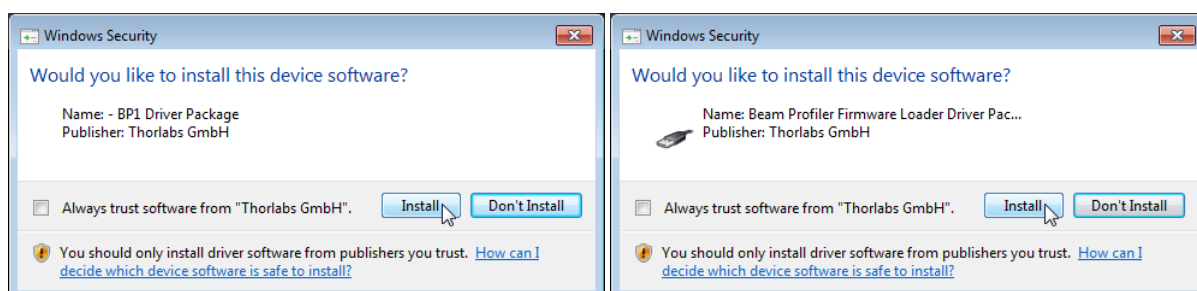 Windows Security
Would you like to install this device software?
Name: - BP1 Driver Package
Publisher: Thorlabs GmbH
Always trust software from "Thorlabs GmbH".
Install
Don't Install
You should only install driver software from publishers you trust. How can I
decide which device software is safe to install?
Windows Security
Would you like to install this device software?
Name: Beam Profiler Firmware Loader Driver Pac...
Publisher: Thorlabs GmbH
Always trust software from "Thorlabs GmbH".
Install
Don't Install
You should only install driver software from publishers you trust. How can I
decide which device software is safe to install?